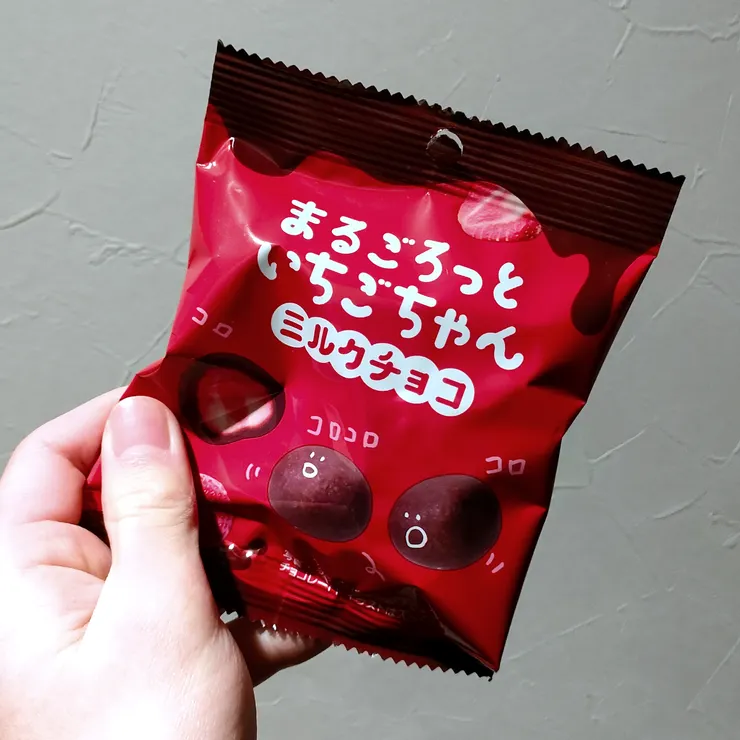 まるごろっと
いちごちゃん
ミルクチョコ
コロ
コロコロ
コロ